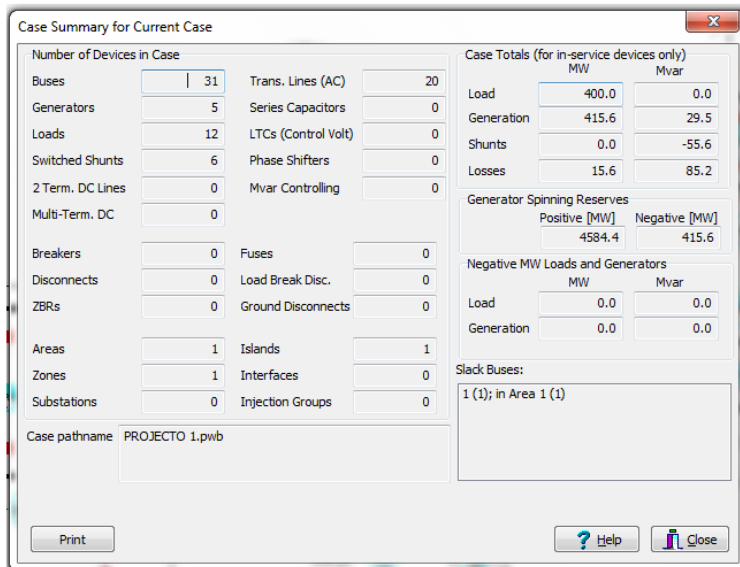 Case Summary for Current Case
Number of Devices in Case
Buses 31 Trans. Lines (AC) 20
Generators 5 Series Capacitors 0
Loads 12 LTCs (Control Volt) 0
Switched Shunts 6 Phase Shifters 0
2 Term. DC Lines 0 Mvar Controlling 0
Multi-Term. DC 0
Breakers 0 Fuses 0
Disconnects 0 Load Break Disc. 0
ZBRs 0 Ground Disconnects 0
Areas 1 Islands 1
Zones 1 Interfaces 0
Substations 0 Injection Groups 0
Case pathname PROJECTO 1.pwb
Case Totals (for in-service devices only)
MW Mvar
Load 400.0 0.0
Generation 415.6 29.5
Shunts 0.0 -55.6
Losses 15.6 85.2
Generator Spinning Reserves
Positive [MW] Negative [MW]
4584.4 415.6
Negative MW Loads and Generators
MW Mvar
Load 0.0 0.0
Generation 0.0 0.0
Slack Buses:
1 (1); in Area 1 (1)
Print ? Help Close